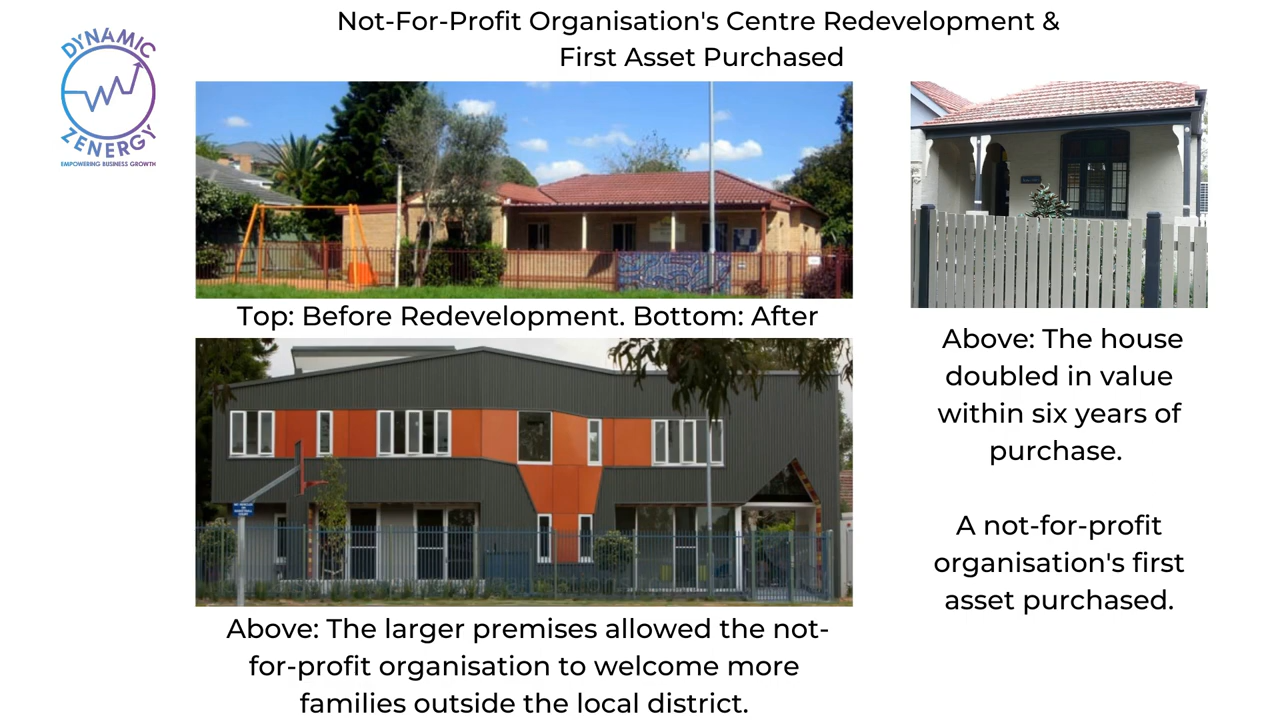 Not-For-Profit Organisation's Centre Redevelopment &
First Asset Purchased
DYNAMIC
ZENERGY
EMPOWERING BUSINESS GROWTH
Top: Before Redevelopment. Bottom: After
Above: The larger premises allowed the not-
for-profit organisation to welcome more
families outside the local district.
Above: The house
doubled in value
within six years of
purchase.
A not-for-profit
organisation's first
asset purchased.